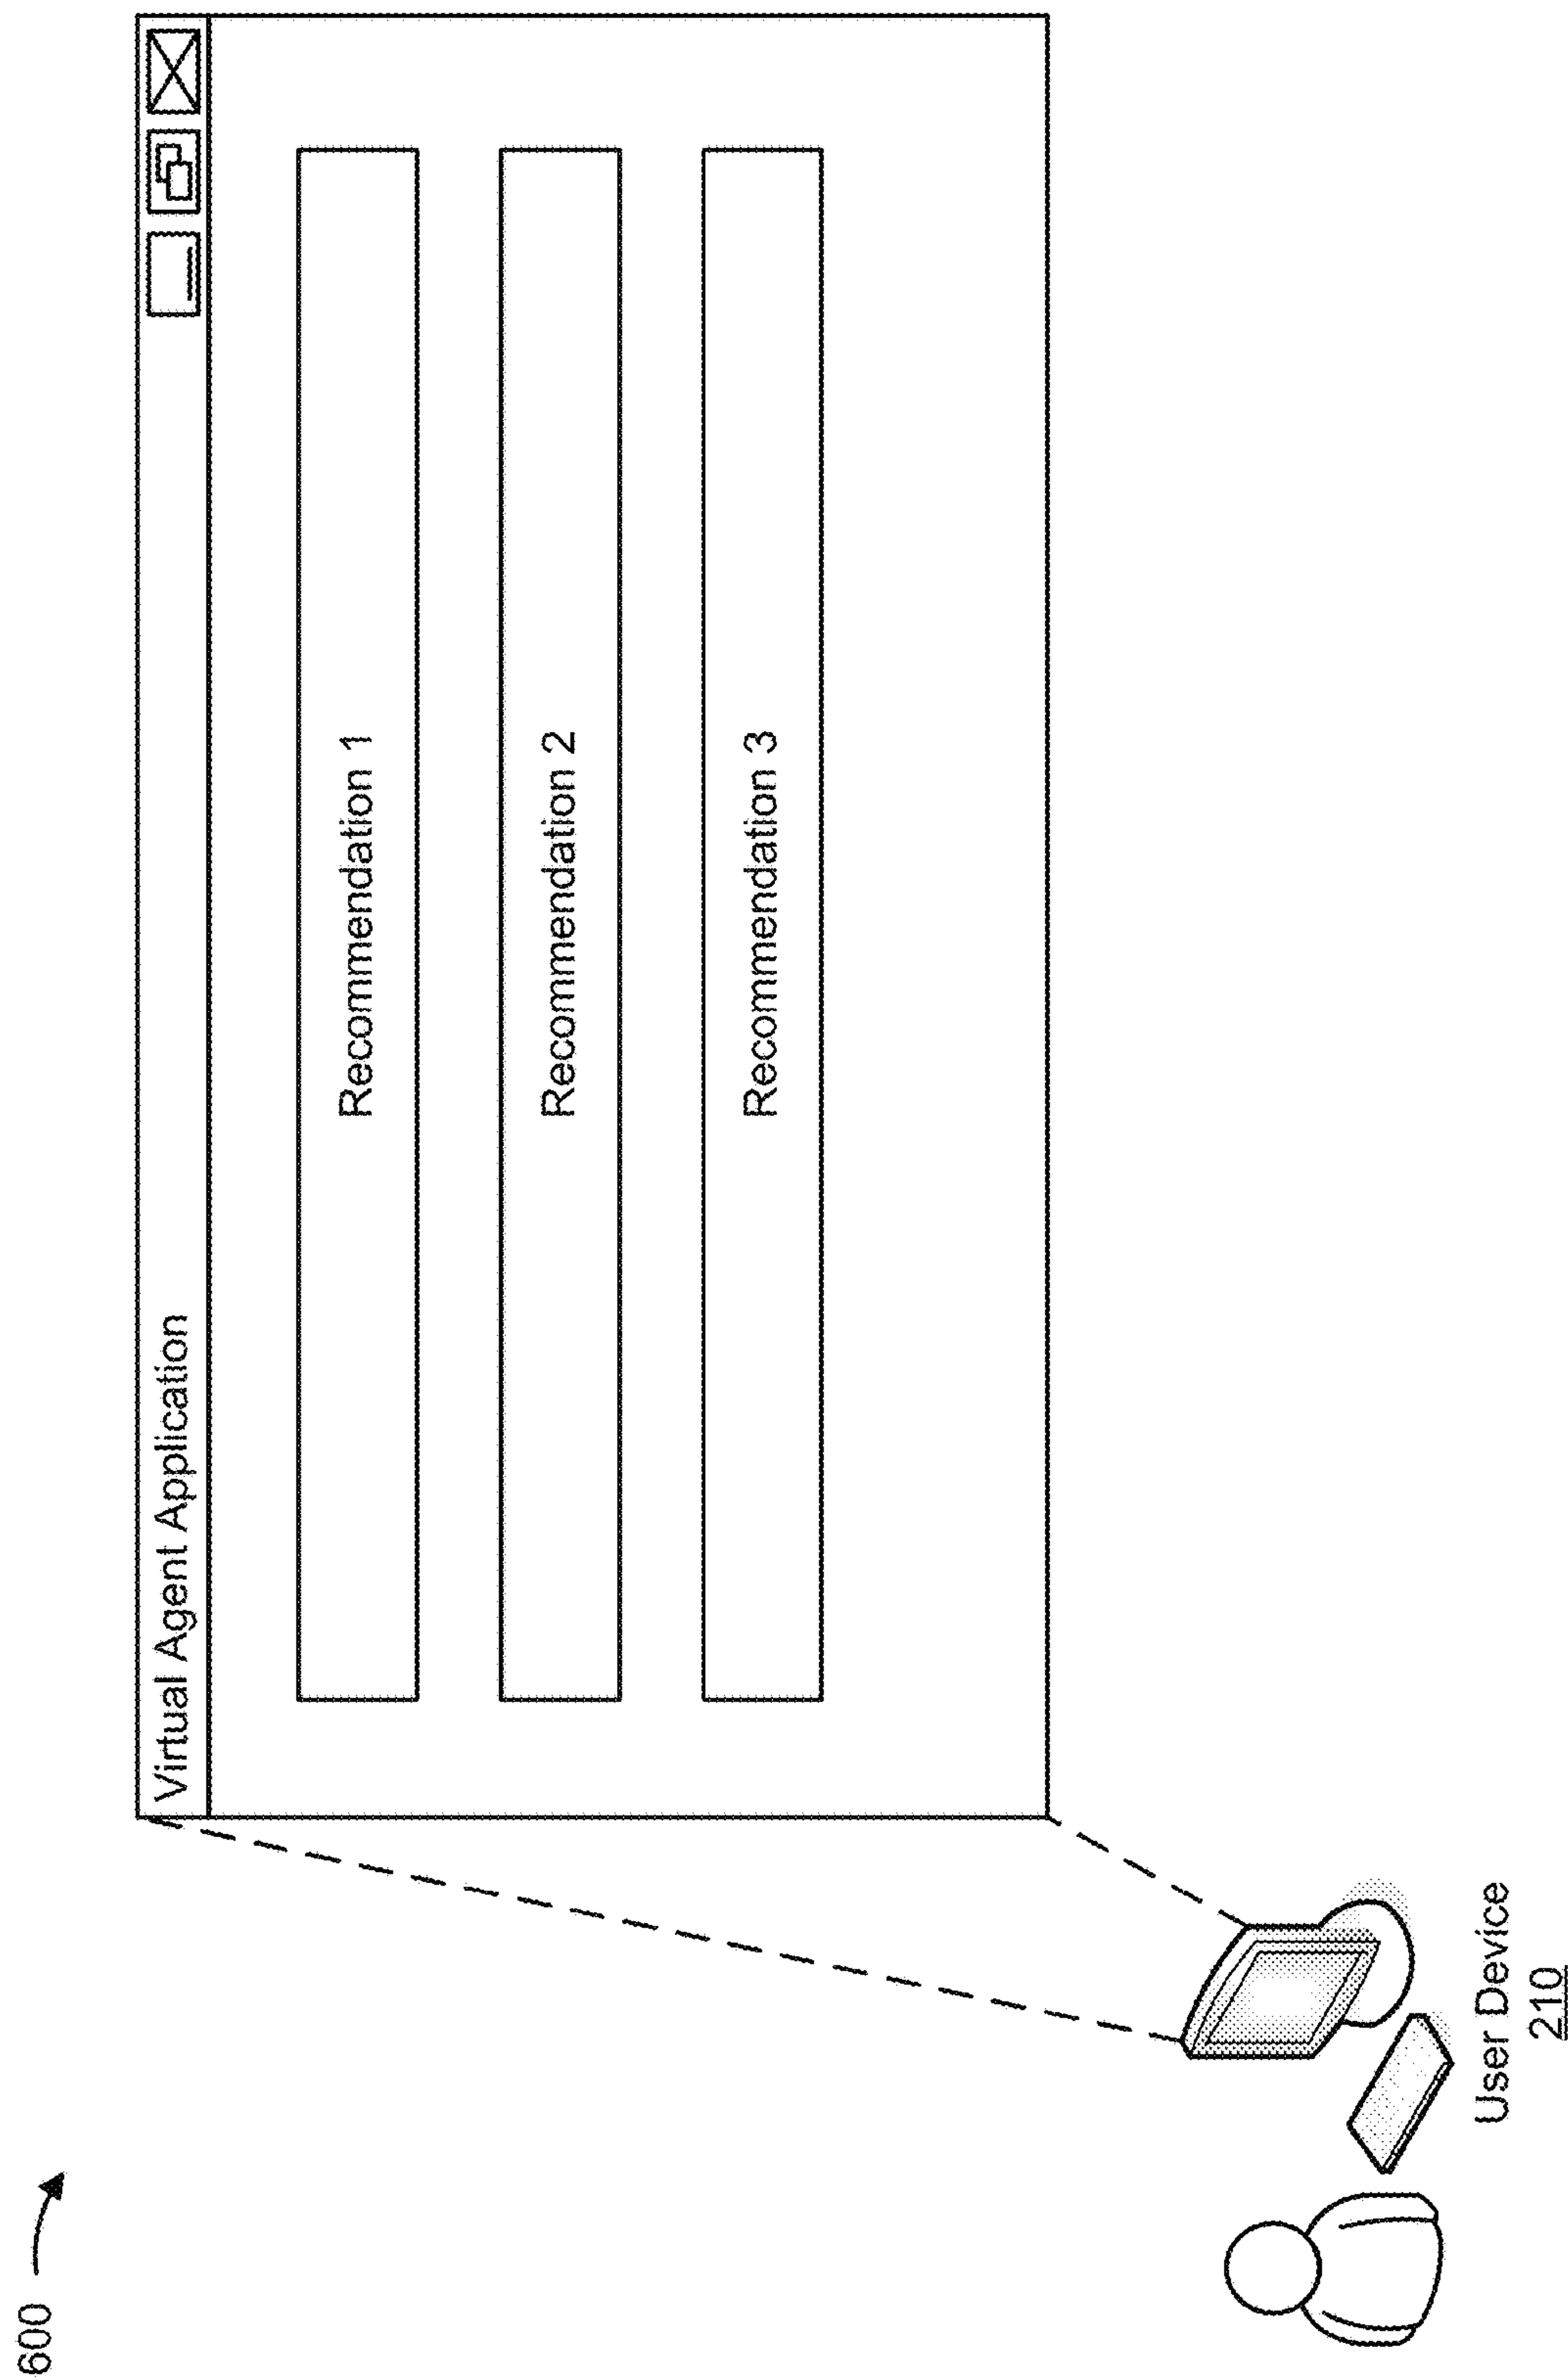 600
Virtual Agent Application
Recommendation 1
Recommendation 2
Recommendation 3
User Device
210